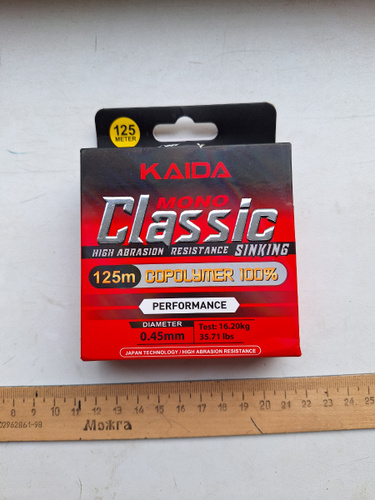 125
METER
KAIDA
MONO
Classic
HIGH ABRASION RESISTANCE SINKING
125m COPOLYMER 100%
PERFORMANCE
DIAMETER
0.45mm
Test: 16.20kg
35.71 lbs
JAPAN TECHNOLOGY / HIGH ABRASION RESISTANCE
8 9 10 11 12 13 14 15 16 17 18 19 20 21 22 23 24 25
02962861-98
Можга